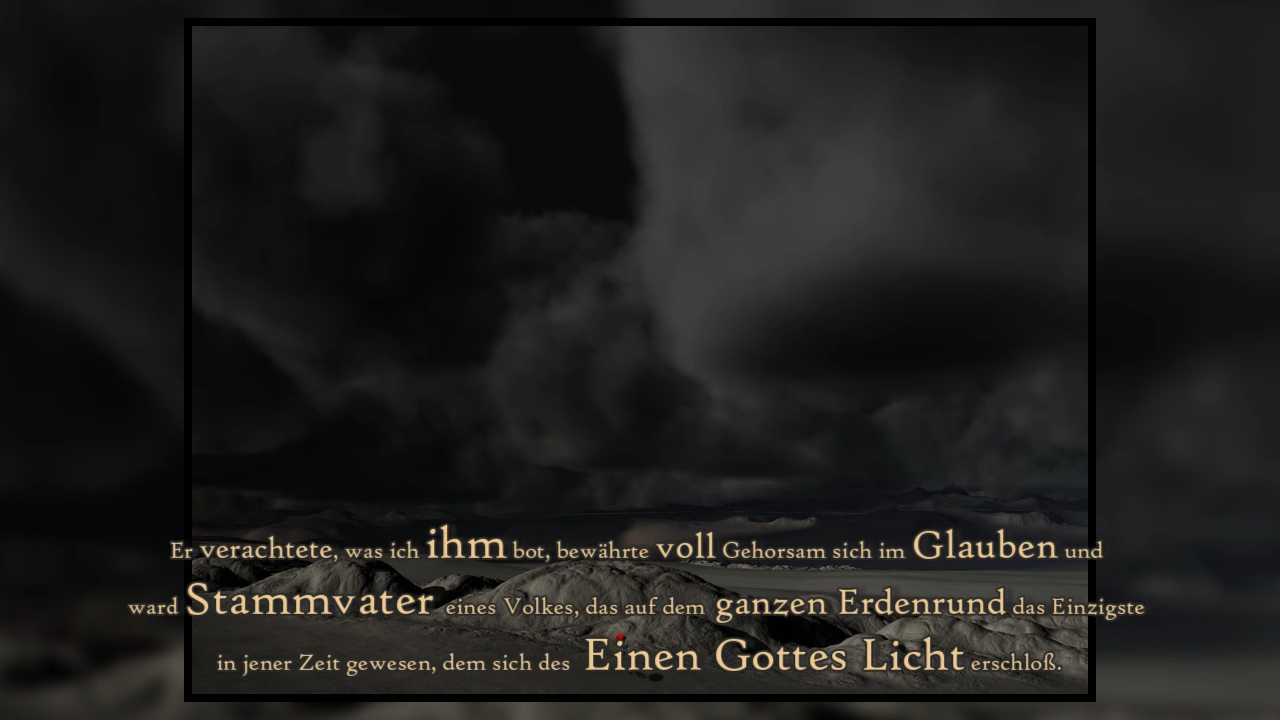 Er verachtete, was ich ihm bot, bewährte voll Gehorsam sich im Glauben und
ward Stammvater eines Volkes, das auf dem ganzen Erdenrund das Einzigste
in jener Zeit gewesen, dem sich des Einen Gottes Licht erschloß.